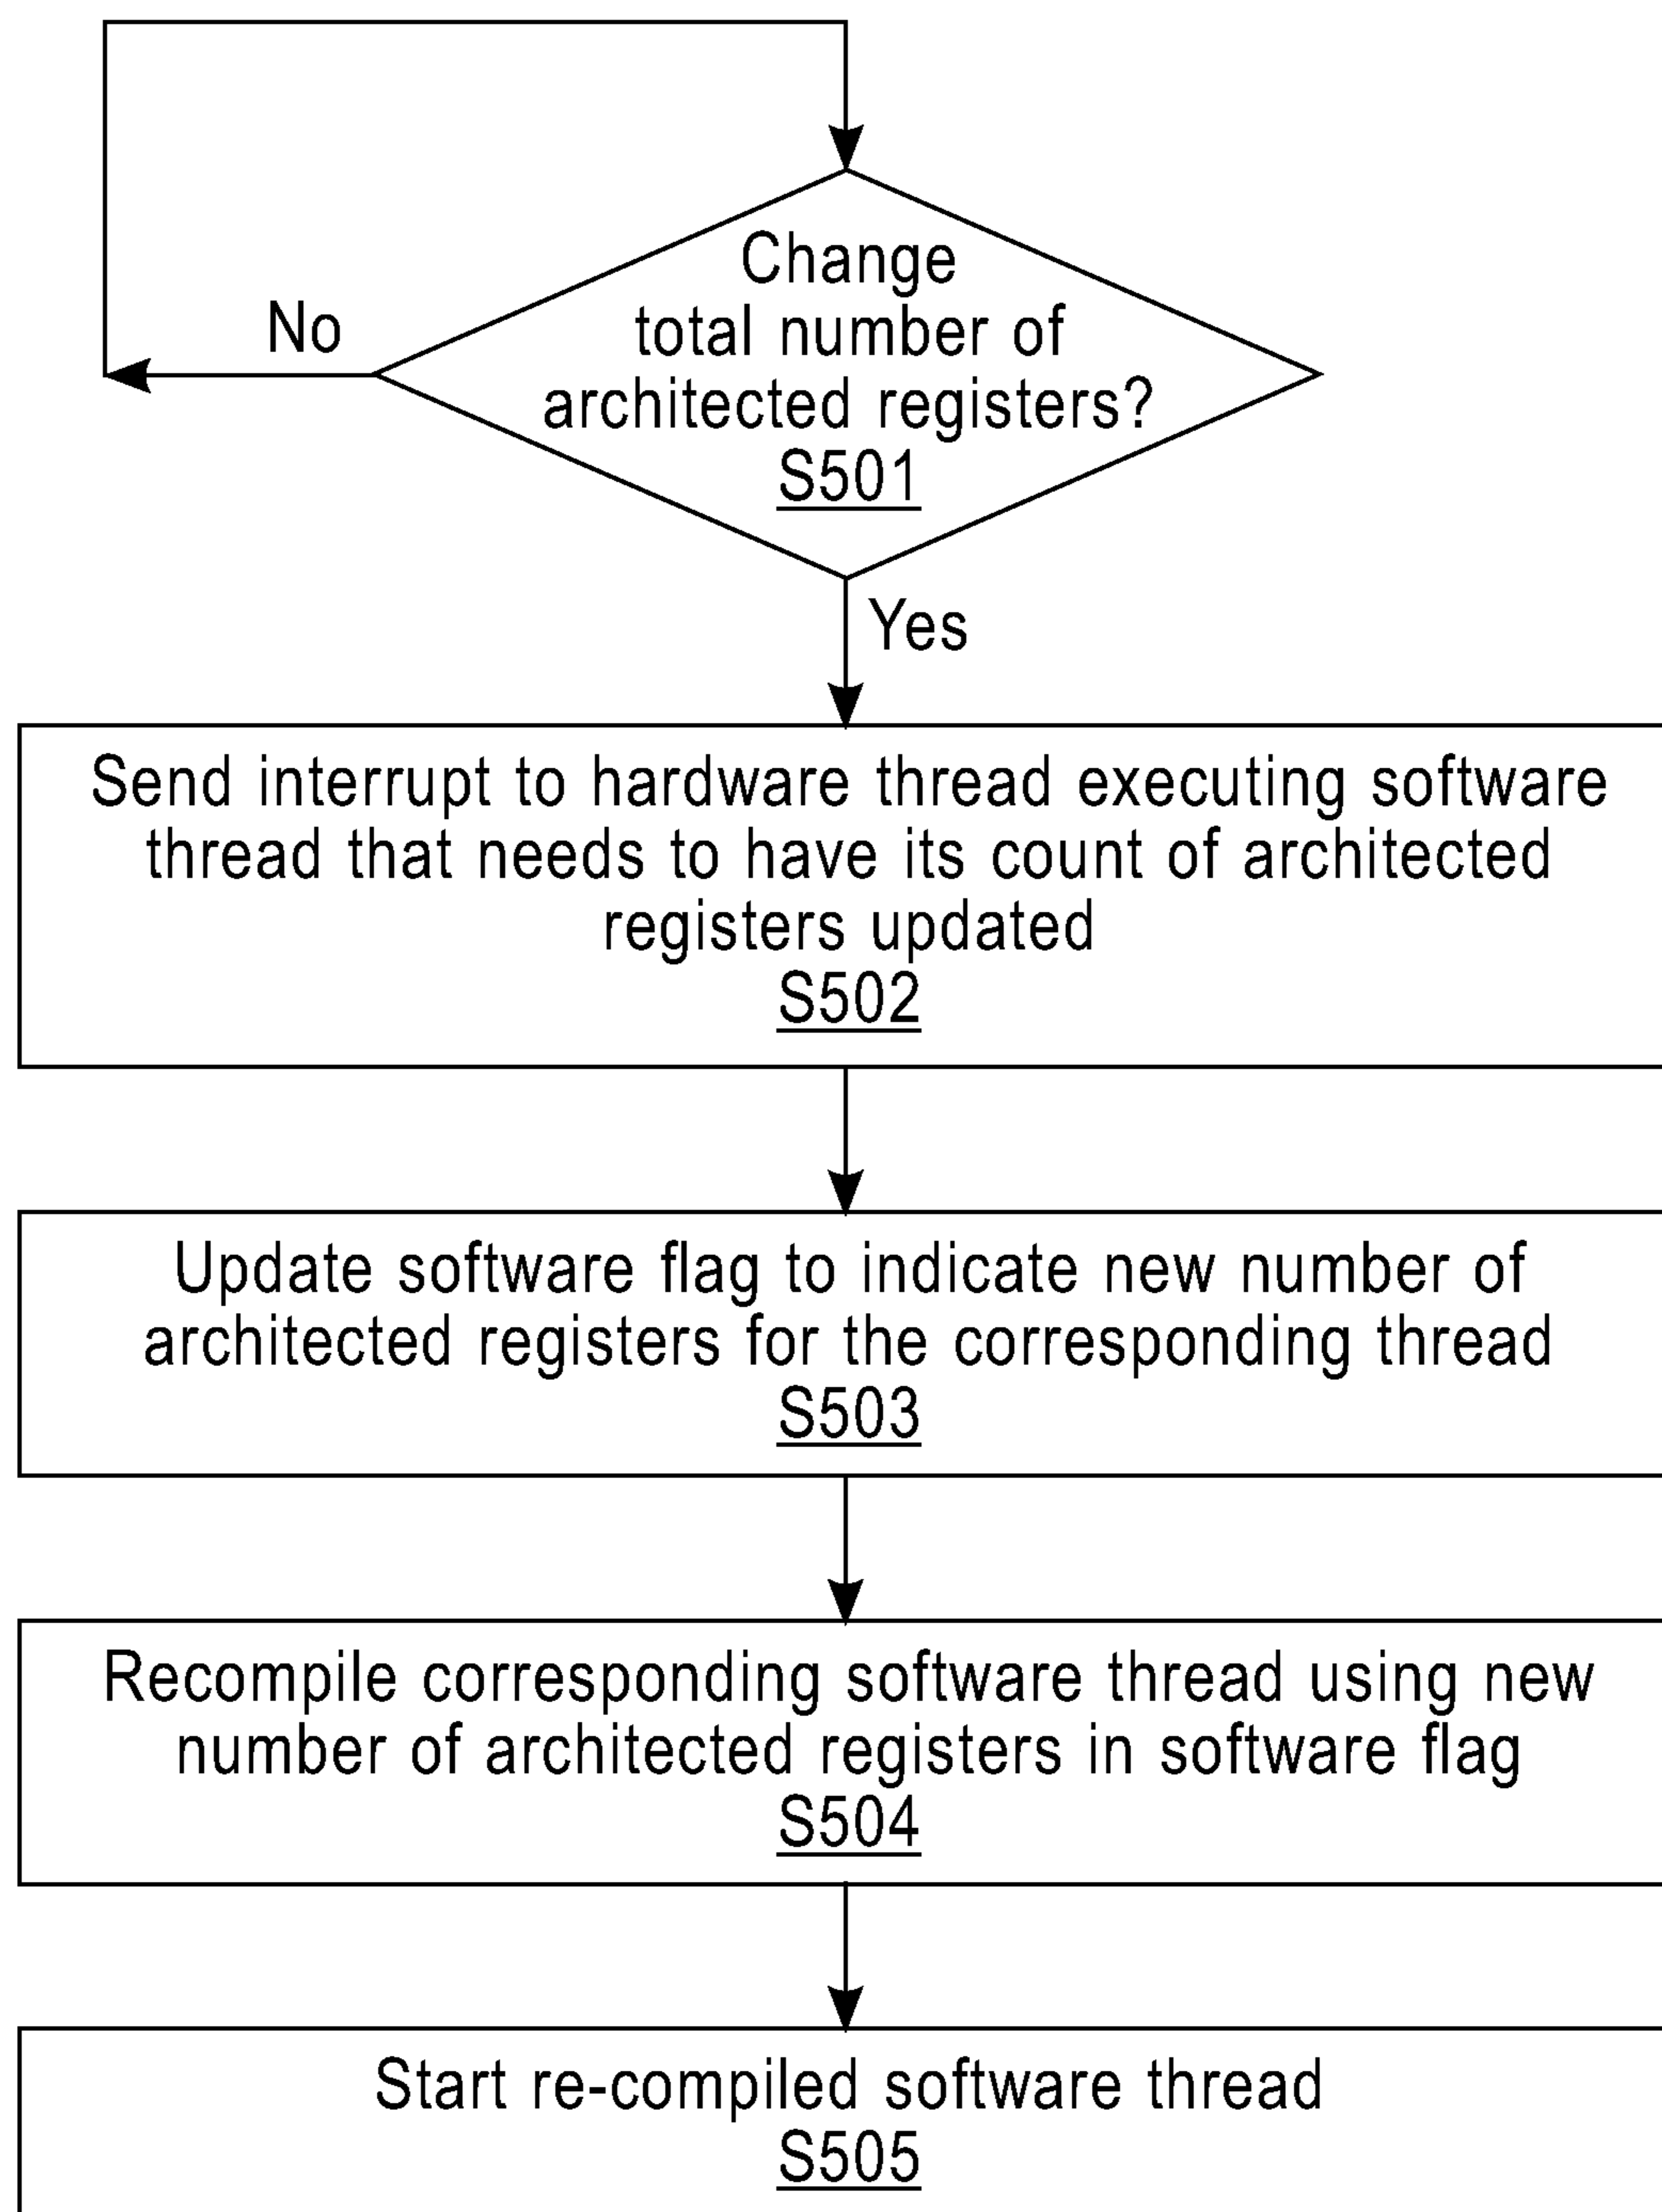 Change
total number of
architected registers?
S501
No
Yes
Send interrupt to hardware thread executing software
thread that needs to have its count of architected
registers updated
S502
Update software flag to indicate new number of
architected registers for the corresponding thread
S503
Recompile corresponding software thread using new
number of architected registers in software flag
S504
Start re-compiled software thread
S505